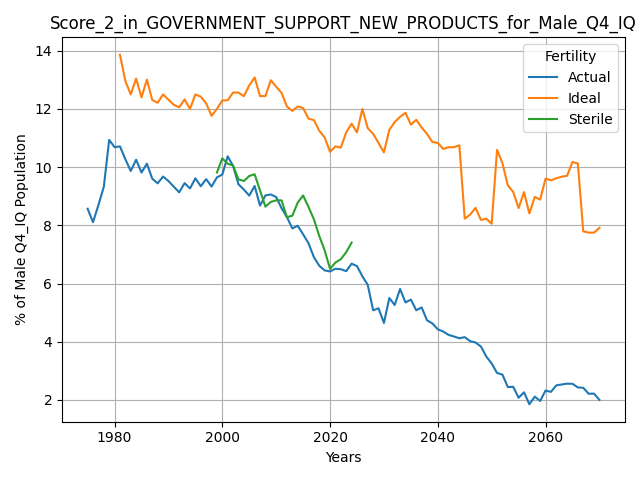 Score_2_in_GOVERNMENT_SUPPORT_NEW_PRODUCTS_for_Male_Q4_IQ
Fertility
Actual
Ideal
Sterile
14
12
10
8
6
4
2
% of Male Q4_IQ Population
1980
2000
2020
2040
2060
Years